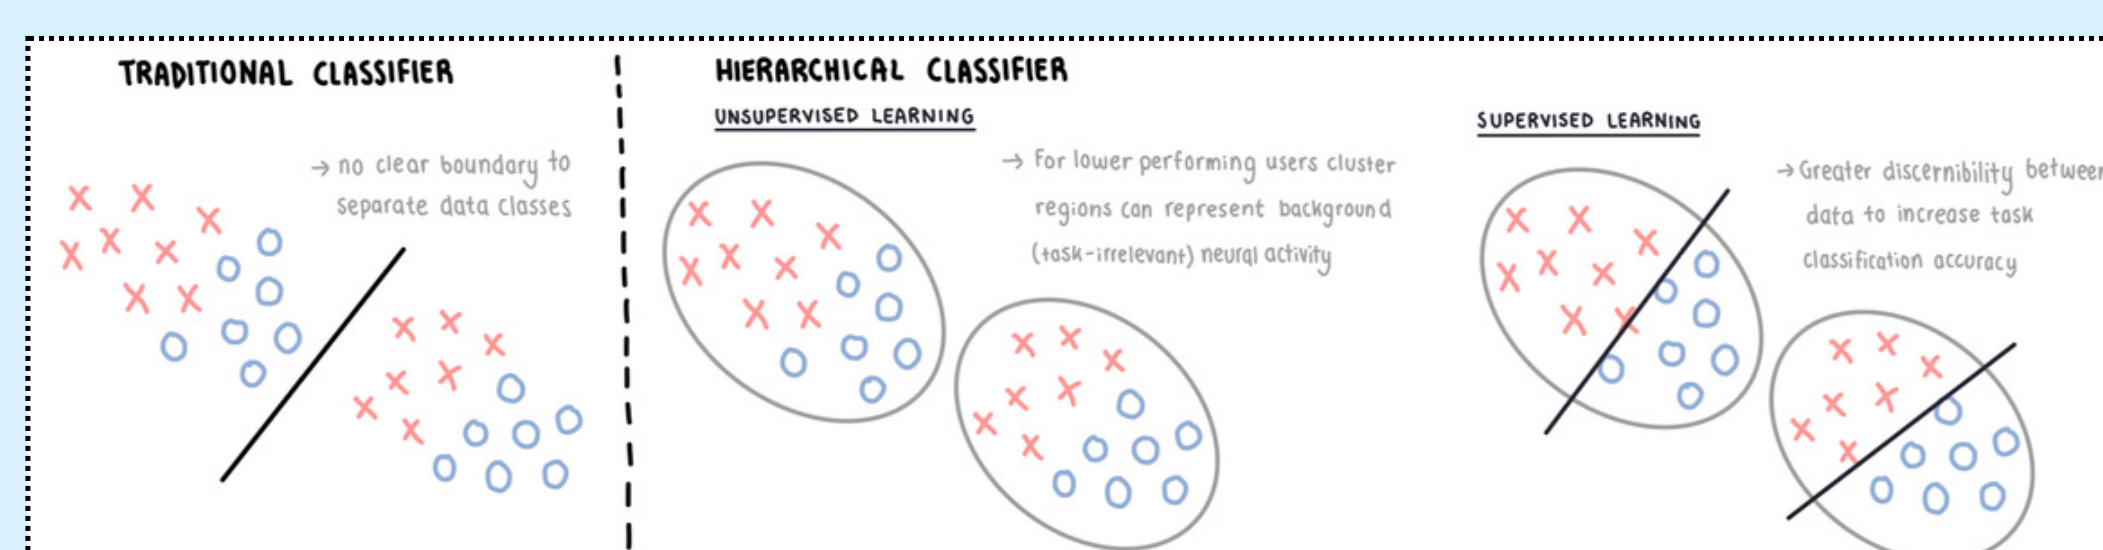 TRADITIONAL CLASSIFIER
→ no clear boundary to
separate data classes
HIERARCHICAL CLASSIFIER
UNSUPERVISED LEARNING
→ For lower performing users cluster
regions can represent background
(task-irrelevant) neural activity
SUPERVISED LEARNING
→ Greater discernibility between
data to increase task
classification accuracy